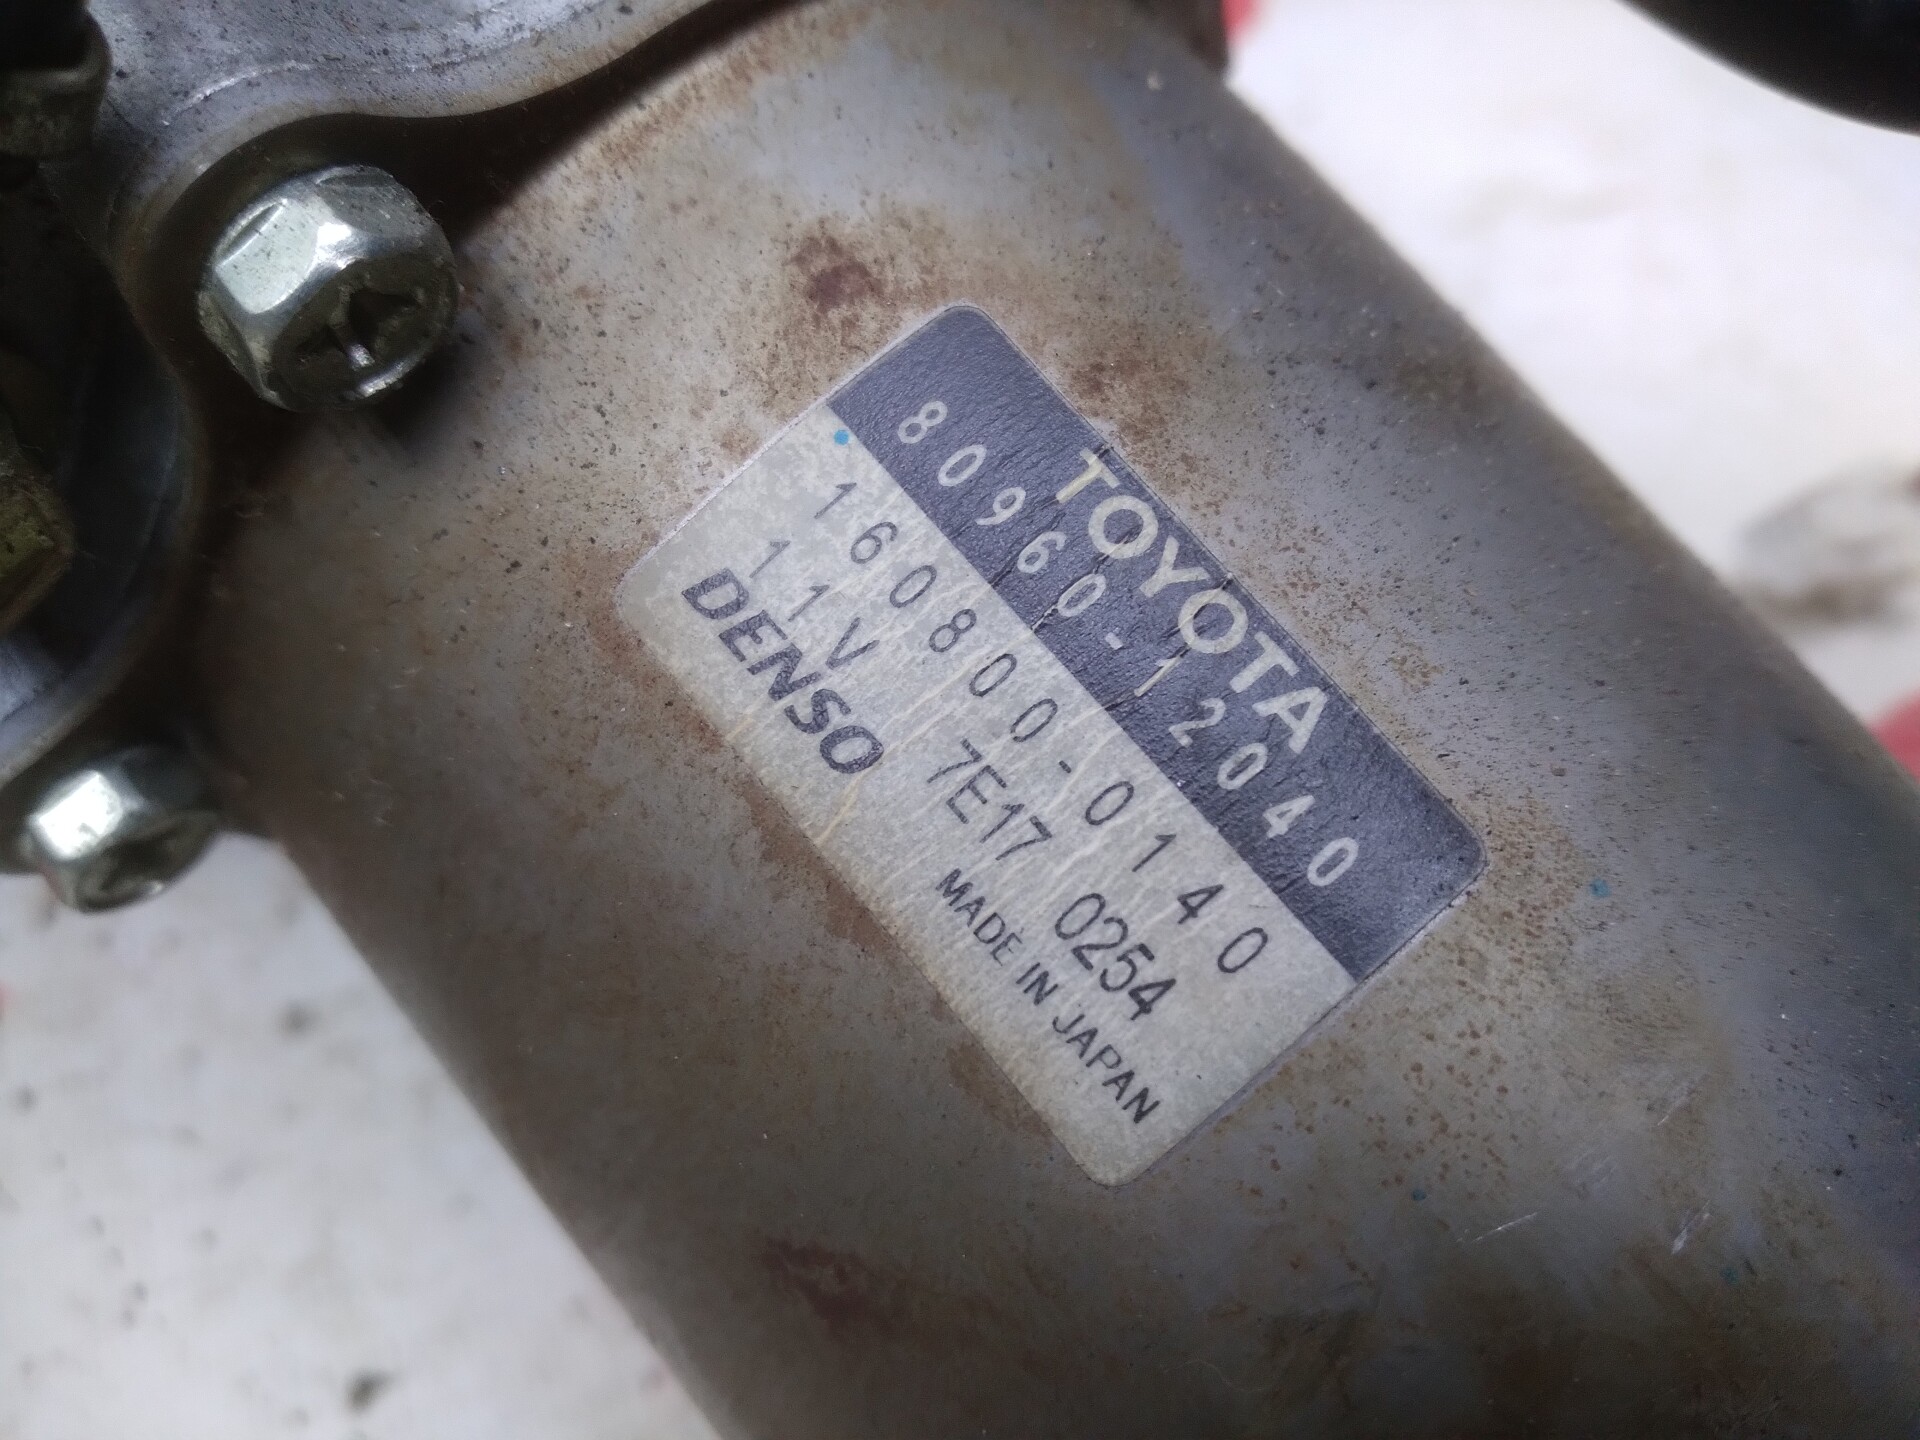 TOYOTA
80960-12040
160800-0140
11V 7E17 0254
DENSO MADE IN JAPAN